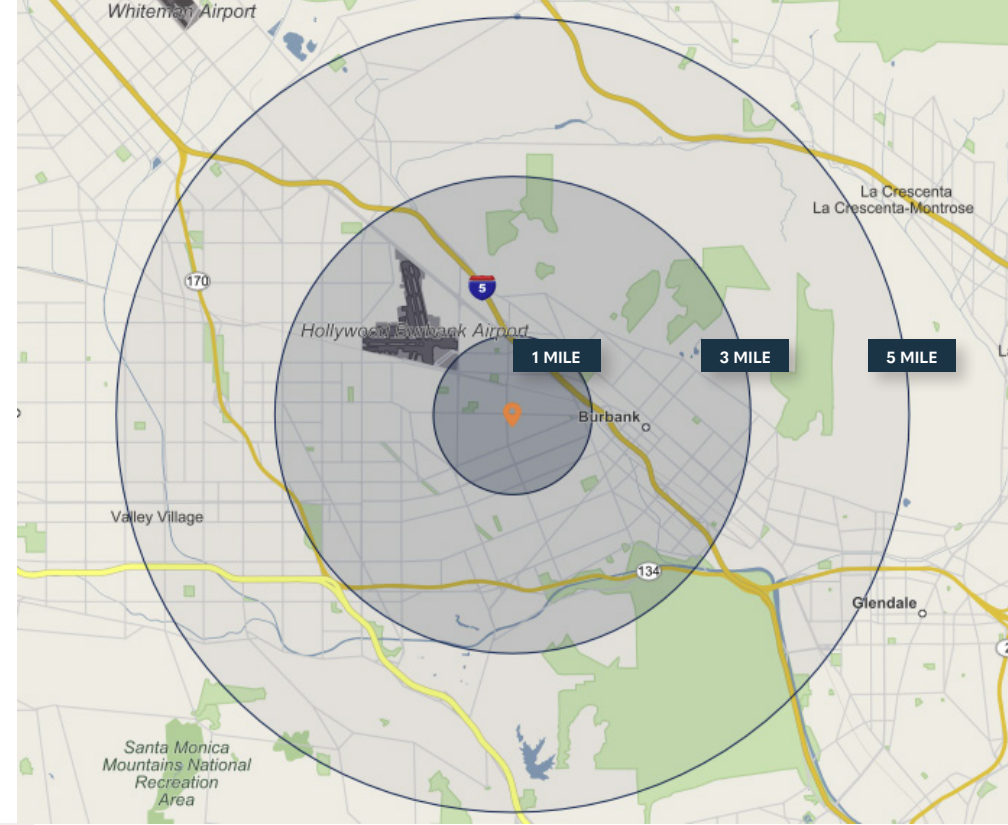 Whiteman Airport
La Crescenta
La Crescenta-Montrose
170
5
Hollywood Burbank Airport
1 MILE
3 MILE
5 MILE
Burbank
Valley Village
134
Glendale
Santa Monica
Mountains National
Recreation
Area